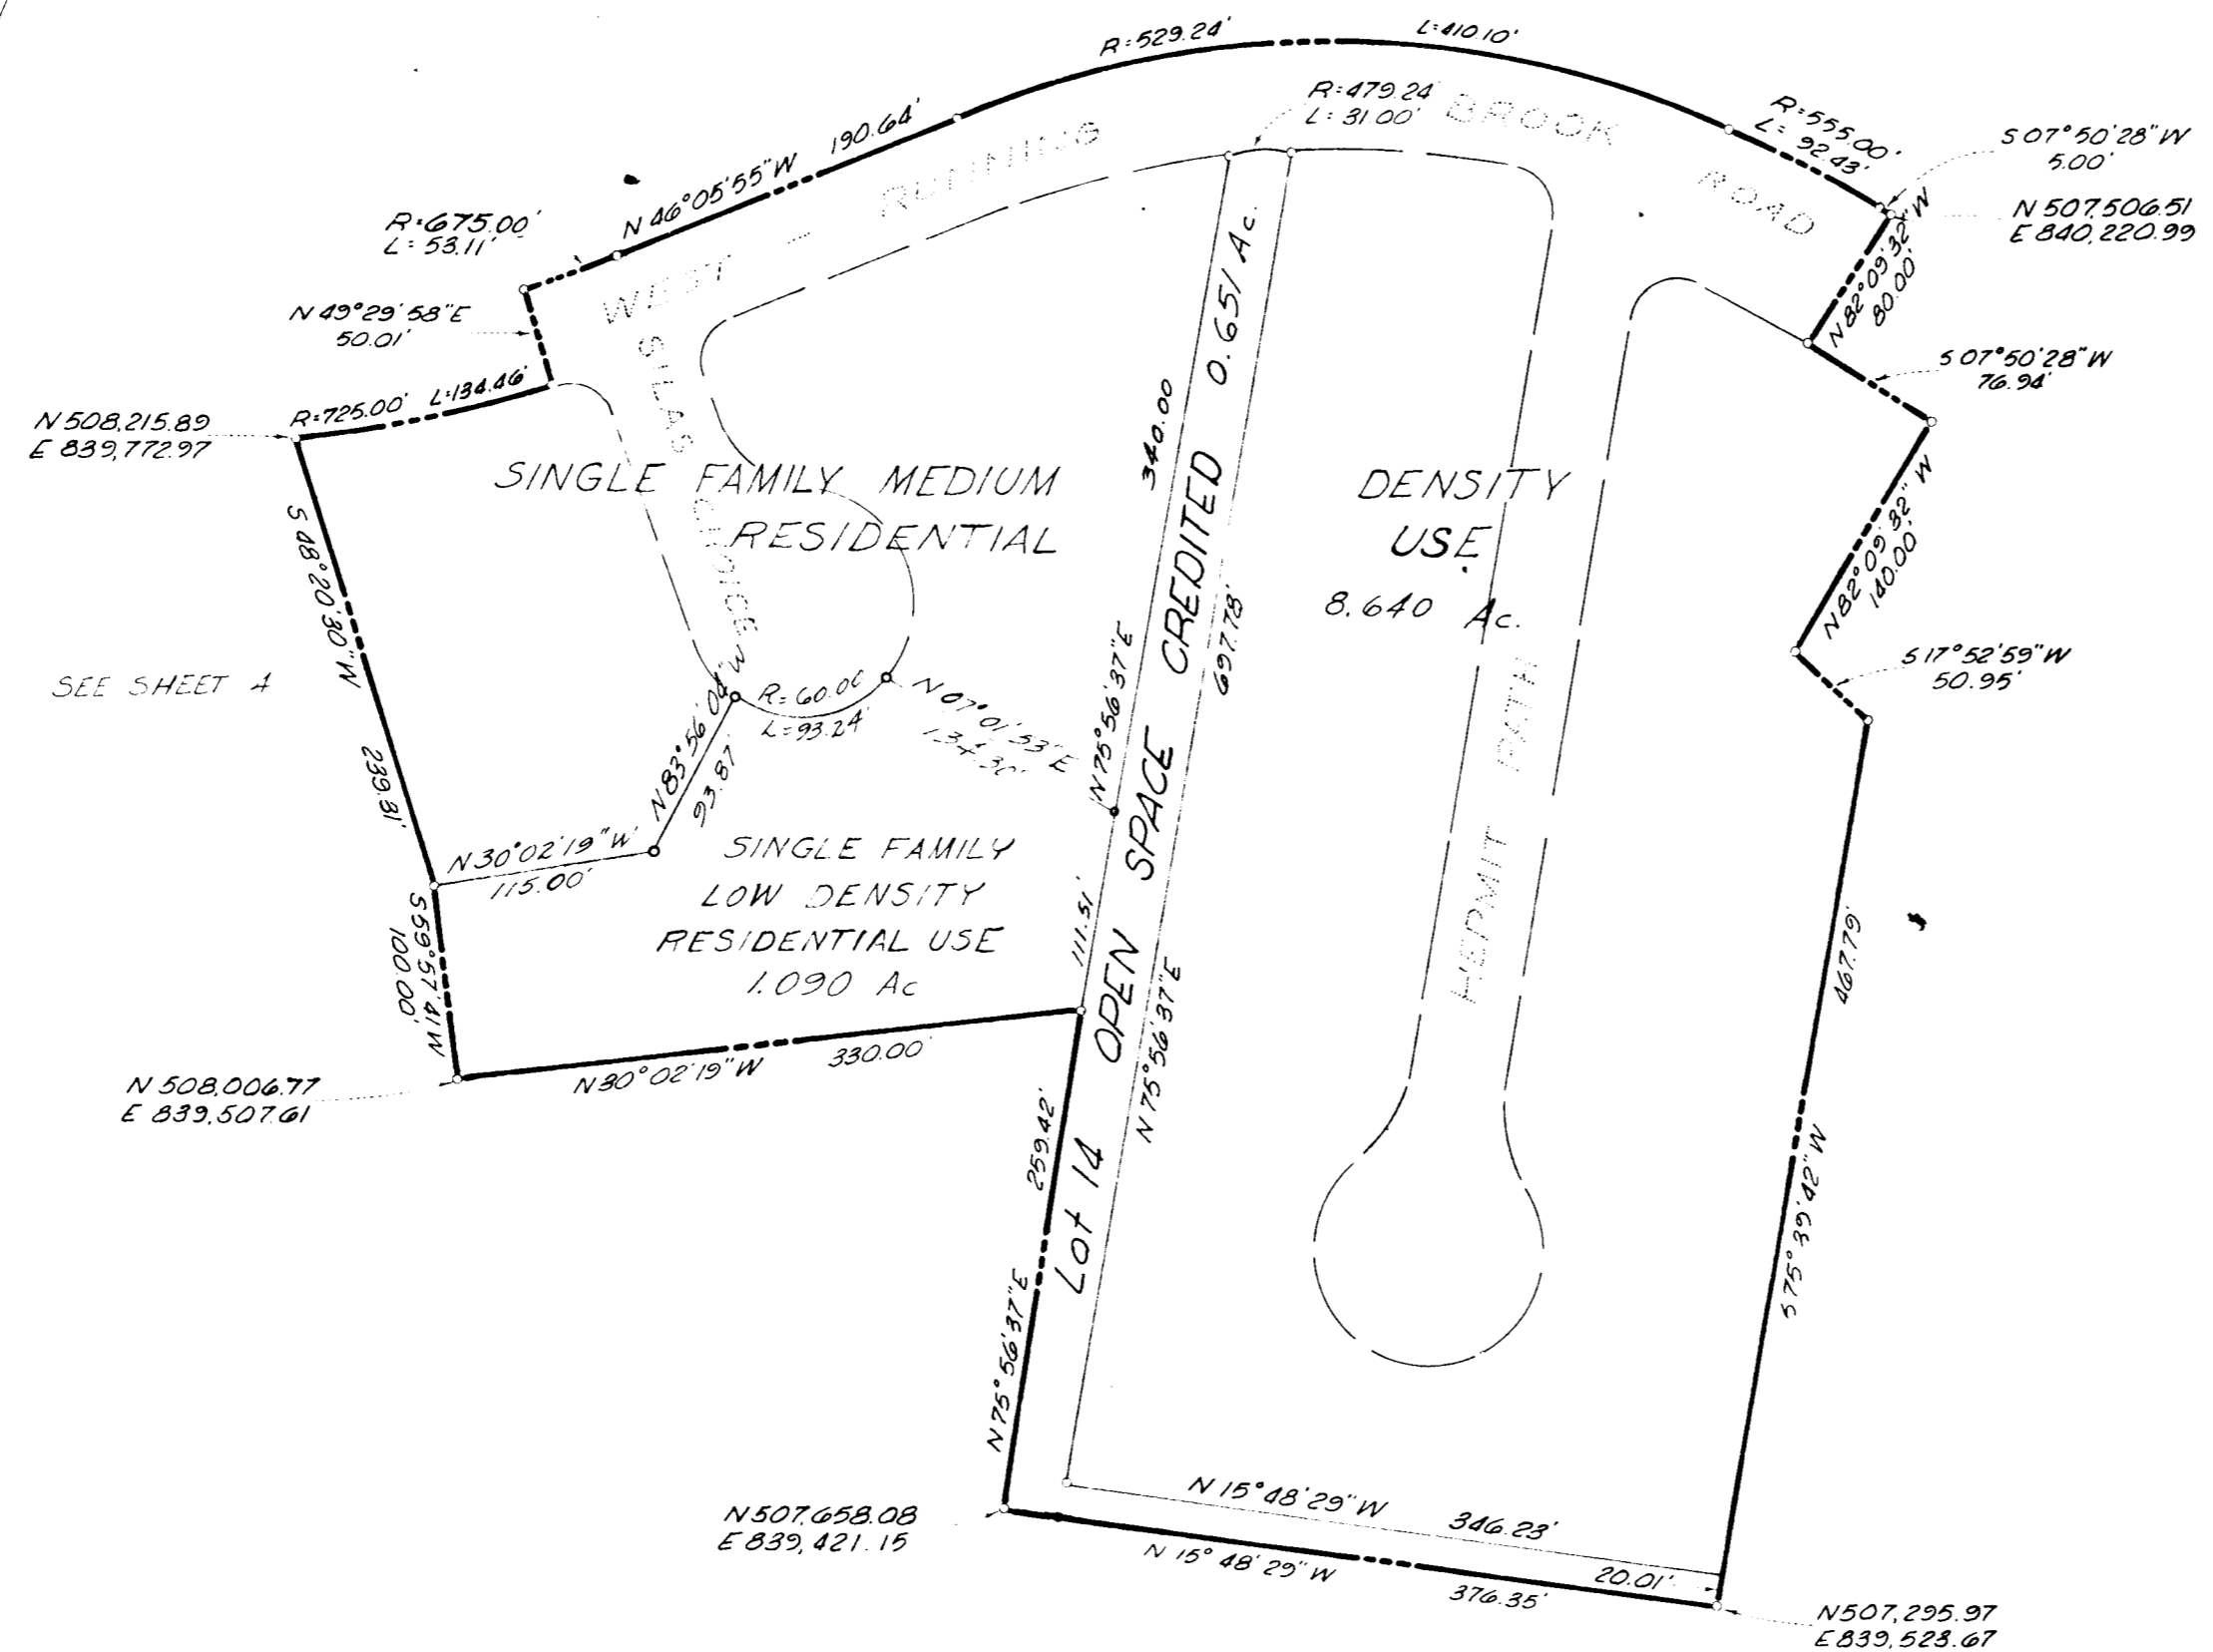 R=529.24'
L=410.10'
R=479.24
L=31.00'
R=555.00'
L=92.43'
S 07°50'28" W
5.00'
N 46°05'55" W 190.64'
WEST RUNNING BROOK ROAD
R=675.00'
L=53.11'
N 507,506.51
E 840,220.99
N 82°09'32" W
80.00'
N 49°29'58" E
50.01'
S 07°50'28" W
76.94'
R=725.00' L=134.46'
N 508,215.89
E 839,772.97
SILAS CHOICE
SINGLE FAMILY MEDIUM DENSITY
RESIDENTIAL USE
8.640 Ac.
340.00
N 75°56'37" E
697.78'
N 82°09'32" W
140.00'
S 48°20'30" W
239.81'
SEE SHEET 4
S 17°52'59" W
50.95'
R=60.00'
L=93.24'
N 07°01'53" E
134.30'
N 83°56'04" W
93.87'
N 30°02'19" W
115.00'
SINGLE FAMILY
LOW DENSITY
RESIDENTIAL USE
1.090 Ac
111.51'
Lot 14 OPEN SPACE CREDITED 0.651 Ac.
N 75°56'37" E
HERMIT PATH
467.79'
S 75°39'42" W
S 59°57'41 W
100.00'
N 30°02'19" W 330.00'
N 508,006.77
E 839,507.61
259.42'
N 75°56'37" E
N 507,658.08
E 839,421.15
N 15°48'29" W 346.23'
N 15°48'29" W 376.35'
20.01'
N 507,295.97
E 839,523.67